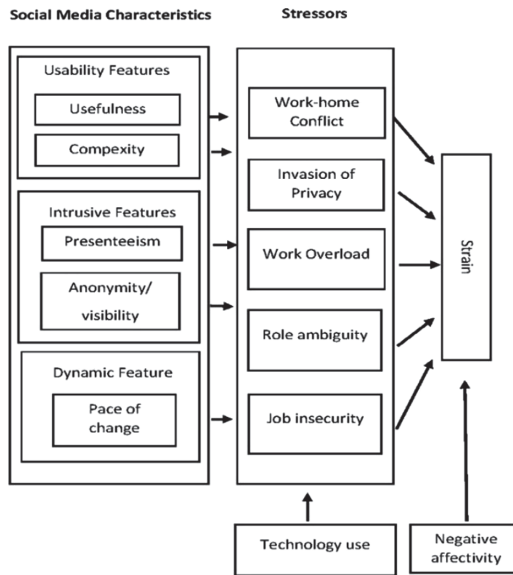 Social Media Characteristics
Stressors
Usability Features
Usefulness
Compexity
Intrusive Features
Presenteeism
Anonymity/
visibility
Dynamic Feature
Pace of
change
Work-home
Conflict
Invasion of
Privacy
Work Overload
Role ambiguity
Job insecurity
Strain
Technology use
Negative
affectivity